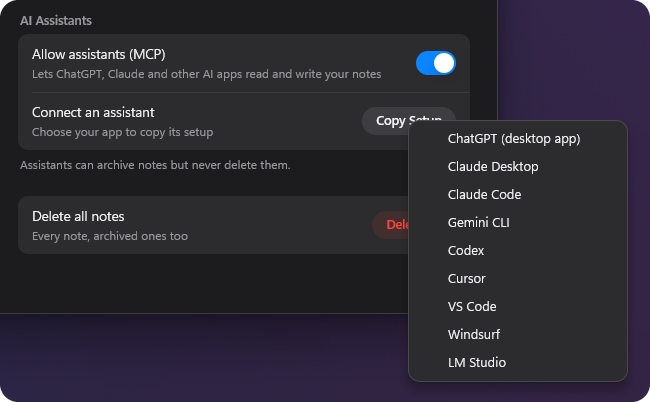 AI Assistants
Allow assistants (MCP)
Lets ChatGPT, Claude and other AI apps read and write your notes
Connect an assistant
Choose your app to copy its setup
Copy Setup
Assistants can archive notes but never delete them.
Delete all notes
Every note, archived ones too
ChatGPT (desktop app)
Claude Desktop
Claude Code
Gemini CLI
Codex
Cursor
VS Code
Windsurf
LM Studio